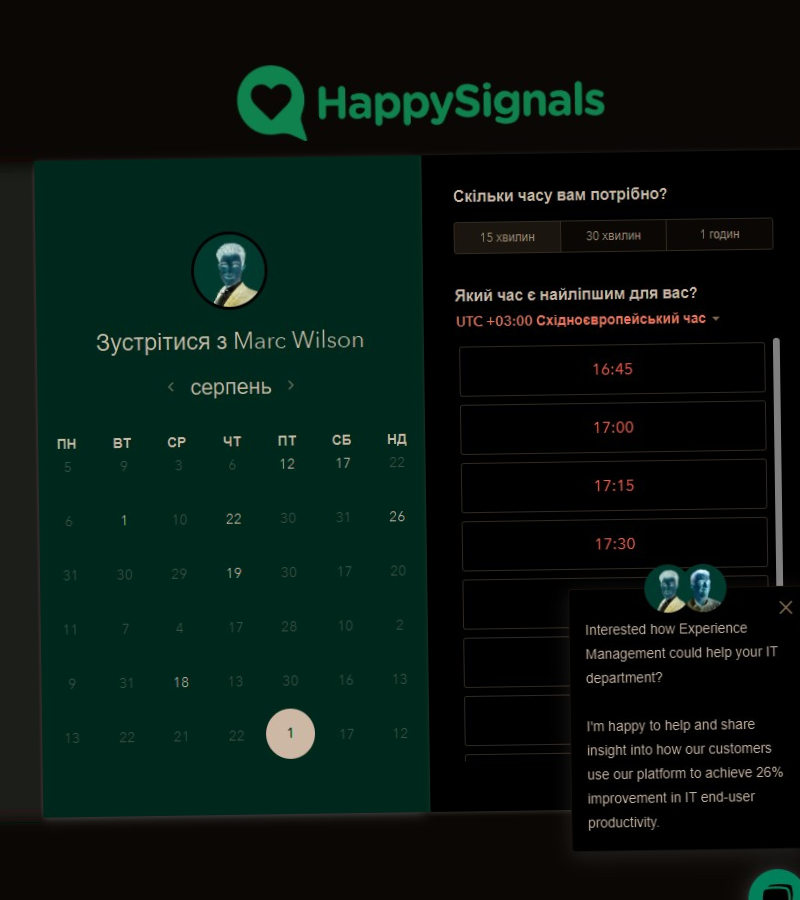 HappySignals
Зустрітися з Marc Wilson
серпень
ПН ВТ СР ЧТ ПТ СБ НД
5 9 3 6 12 17 22
6 1 10 22 30 31 26
31 30 29 19 30 17 20
11 7 4 17 28 10 2
9 31 18 13 30 16 13
13 22 21 22 1 17 12
Скільки часу вам потрібно?
15 хвилин 30 хвилин 1 годин
Який час є найліпшим для вас?
UTC +03:00 Східноєвропейський час
16:45
17:00
17:15
17:30
Interested how Experience
Management could help your IT
department?
I'm happy to help and share
insight into how our customers
use our platform to achieve 26%
improvement in IT end-user
productivity.